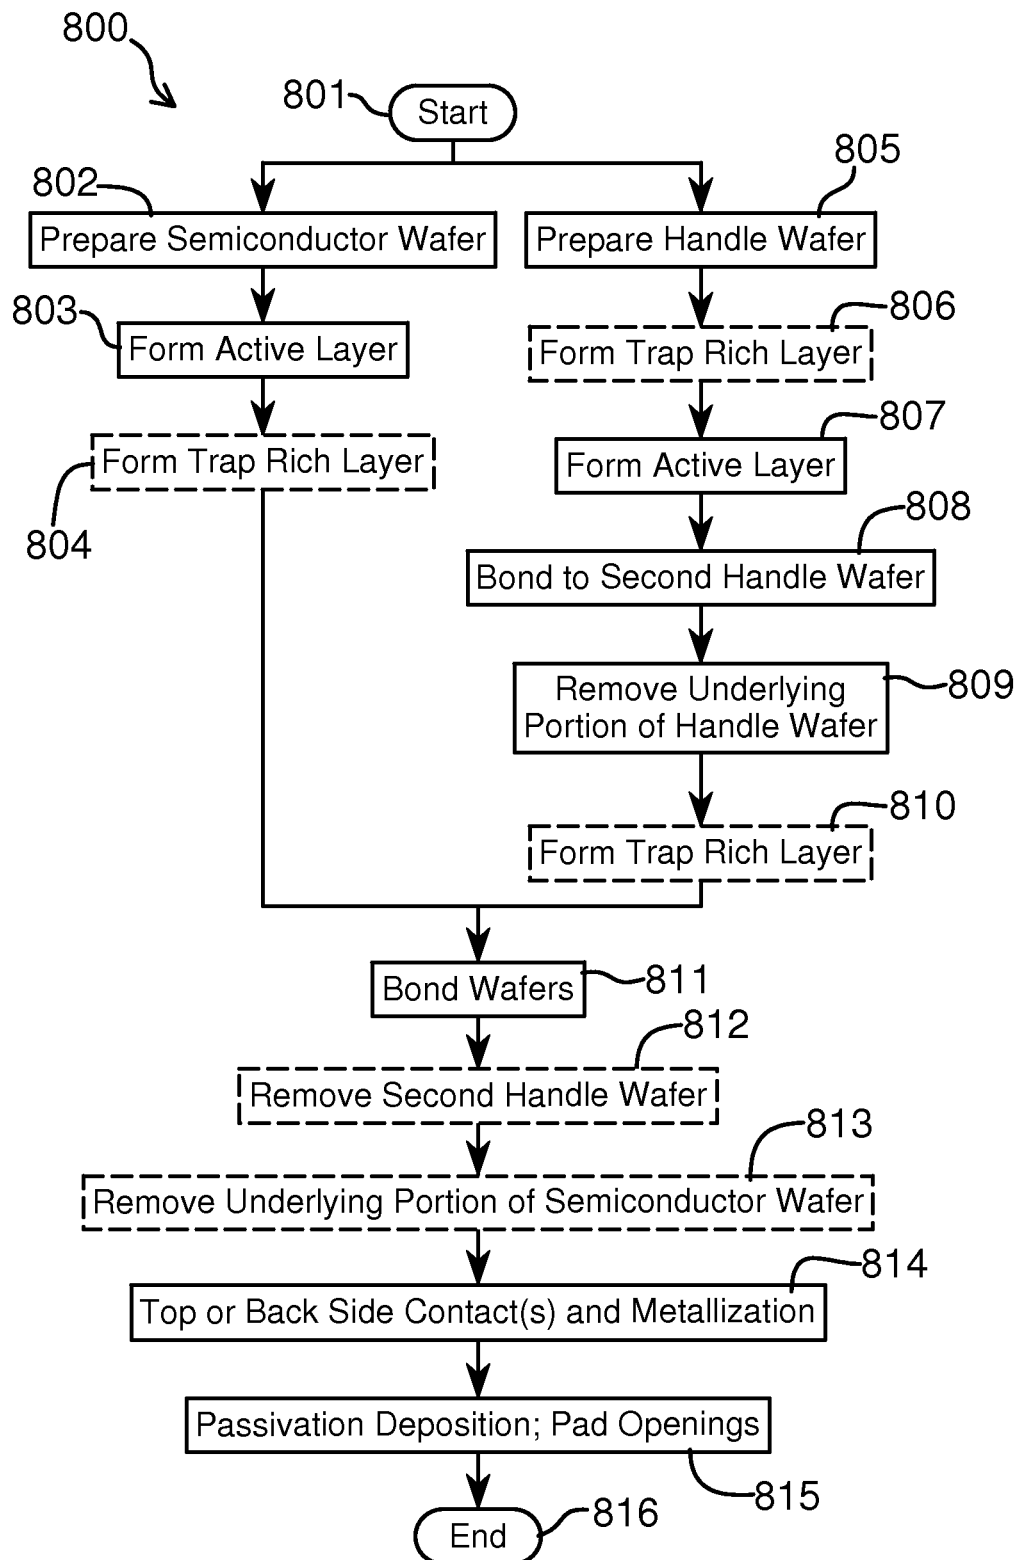 800
801
Start
805
802
Prepare Semiconductor Wafer
Prepare Handle Wafer
803
806
Form Active Layer
Form Trap Rich Layer
807
Form Trap Rich Layer
Form Active Layer
804
808
Bond to Second Handle Wafer
809
Remove Underlying
Portion of Handle Wafer
810
Form Trap Rich Layer
811
Bond Wafers
812
Remove Second Handle Wafer
813
Remove Underlying Portion of Semiconductor Wafer
814
Top or Back Side Contact(s) and Metallization
Passivation Deposition; Pad Openings
815
816
End